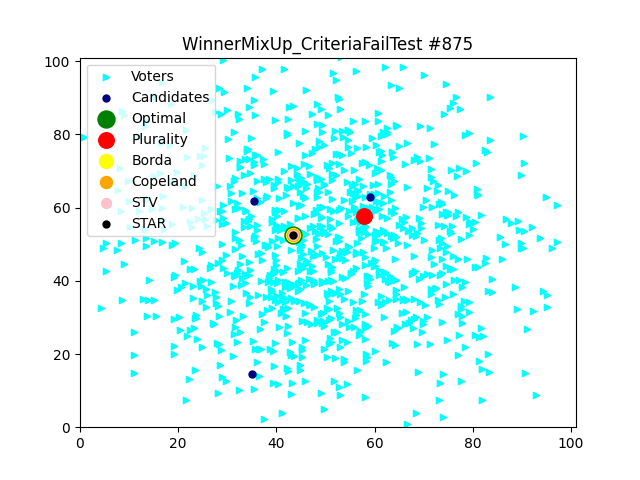 WinnerMixUp_CriteriaFailTest #875
100
80
60
40
20
0
0
20
40
60
80
100
Voters
Candidates
Optimal
Plurality
Borda
Copeland
STV
STAR